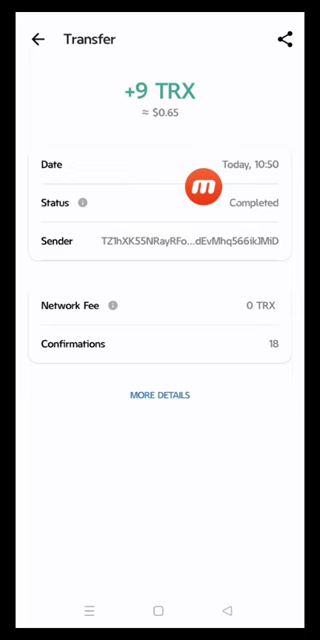 Transfer
+9 TRX
≈ $0.65
Date Today, 10:50
m
Status Completed
Sender TZ1hXK55NRayRFo...dEvMhq566ikJMiD
Network Fee 0 TRX
Confirmations 18
MORE DETAILS